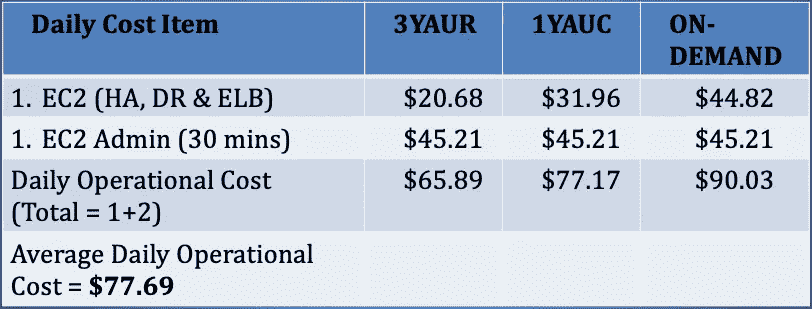 Daily Cost Item 3YAUR 1YAUC ON-
DEMAND
1. EC2 (HA, DR & ELB) $20.68 $31.96 $44.82
1. EC2 Admin (30 mins) $45.21 $45.21 $45.21
Daily Operational Cost $65.89 $77.17 $90.03
(Total = 1+2)
Average Daily Operational
Cost = $77.69